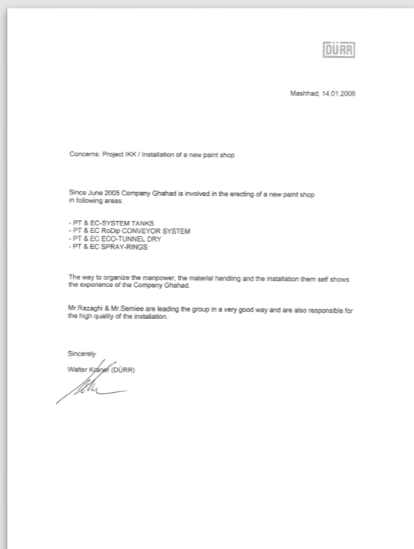 DÜRR
Mashhad; 14.01.2006
Concerns: Project IKK / Installation of a new paint shop
Since June 2005 Company Ghahad is involved in the erecting of a new paint shop
in following areas:
- PT & EC-SYSTEM TANKS
- PT & EC RoDip CONVEYOR SYSTEM
- PT & EC ECO-TUNNEL DRY
- PT & EC SPRAY-RINGS
The way to organize the manpower, the material handling and the installation them self shows
the experience of the Company Ghahad.
Mr.Razaghi & Mr.Semiee are leading the group in a very good way and are also responsible for
the high quality of the installation.
Sincerely
Walter (DÜRR)